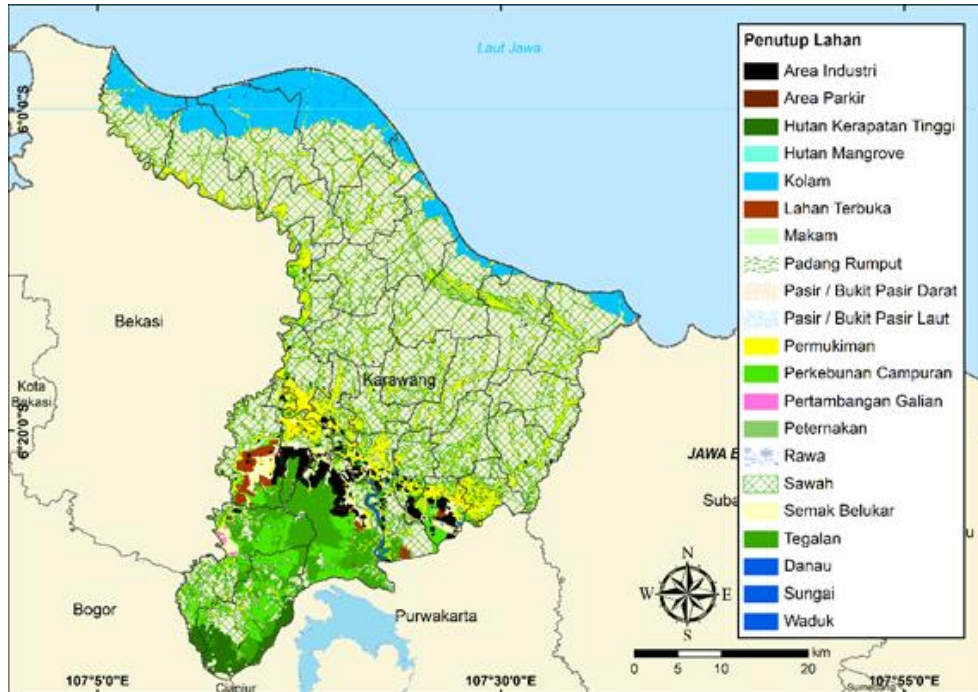 Laut Jawa
6°0'0"S
Bekasi
Kota
Bekasi
Karawang
6°20'0"S
JAWA B
Suba
Bogor
Purwakarta
Cianjur
107°5'0"E
107°30'0"E
107°55'0"E
N
W
E
S
0
5
10
20
km
Penutup Lahan
Area Industri
Area Parkir
Hutan Kerapatan Tinggi
Hutan Mangrove
Kolam
Lahan Terbuka
Makam
Padang Rumput
Pasir / Bukit Pasir Darat
Pasir / Bukit Pasir Laut
Permukiman
Perkebunan Campuran
Pertambangan Galian
Peternakan
Rawa
Sawah
Semak Belukar
Tegalan
Danau
Sungai
Waduk